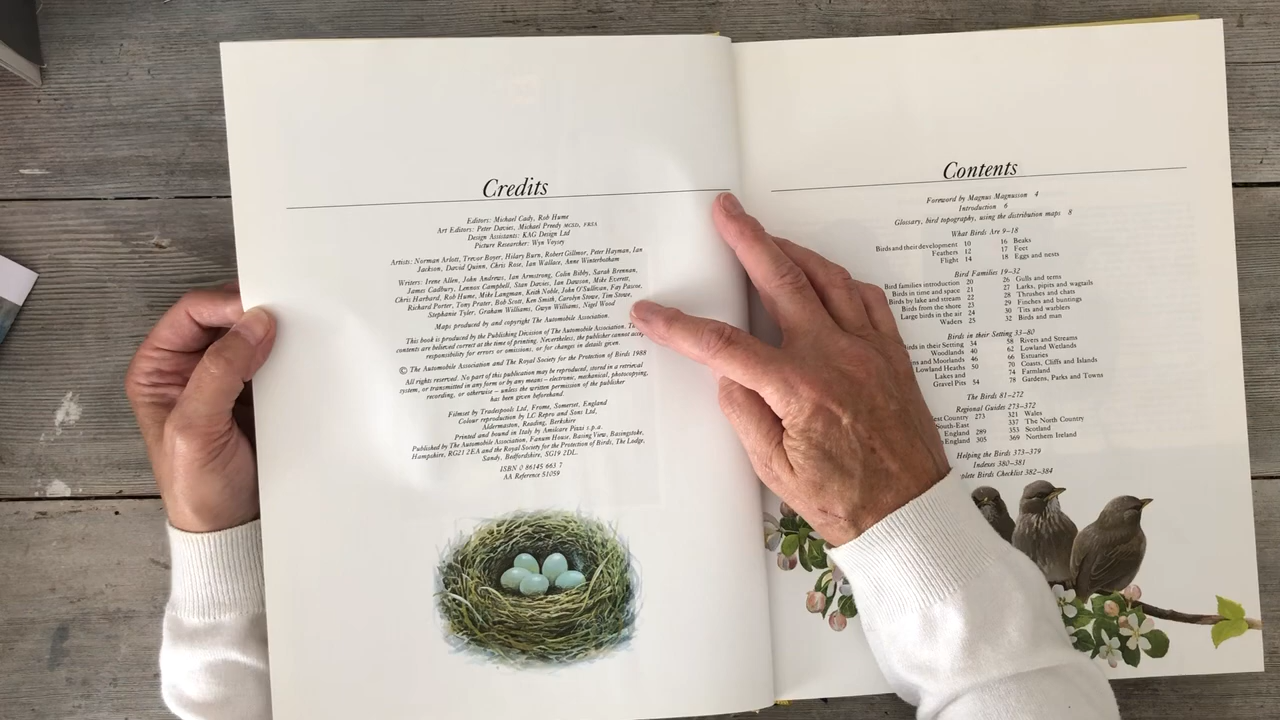 Credits
Editors: Michael Cady, Rob Hume
Art Editors: Peter Davies, Michael Preedy MCSD, FRSA
Design Assistants: KAG Design Ltd
Picture Researcher: Wyn Voysey
Artists: Norman Arlott, Trevor Boyer, Hilary Burn, Robert Gillmor, Peter Hayman, Ian
Jackson, David Quinn, Chris Rose, Ian Wallace, Anne Winterbotham
Writers: Irene Allen, John Andrews, Ian Armstrong, Colin Bibby, Sarah Brennan,
James Cadbury, Lennox Campbell, Stan Davies, Ian Dawson, Mike Everett,
Chris Harbard, Rob Hume, Mike Langman, Keith Noble, John O'Sullivan, Fay Pascoe,
Richard Porter, Tony Prater, Bob Scott, Ken Smith, Carolyn Stowe, Tim Stowe,
Stephanie Tyler, Graham Williams, Gwyn Williams, Nigel Wood
Maps produced by and copyright The Automobile Association.
This book is produced by the Publishing Division of The Automobile Association.
contents are believed correct at the time of printing. Nevertheless, the publisher cannot
responsibility for errors or omissions, or for changes in details given.
© The Automobile Association and The Royal Society for the Protection of Birds 1988
All rights reserved. No part of this publication may be reproduced, stored in a retrieval
system, or transmitted in any form or by any means – electronic, mechanical, photocopying,
recording, or otherwise – unless the written permission of the publisher
has been given beforehand.
Filmset by Tradespools Ltd, Frome, Somerset, England
Colour reproduction by LC Repro and Sons Ltd,
Aldermaston, Reading, Berkshire
Printed and bound in Italy by Amilcare Pizzi s.p.a.
Published by The Automobile Association, Fanum House, Basing View, Basingstoke,
Hampshire, RG21 2EA and the Royal Society for the Protection of Birds, The Lodge,
Sandy, Bedfordshire, SG19 2DL.
ISBN 0 86145 663 7
AA Reference 51059
Contents
Foreword by Magnus Magnusson 4
Introduction 6
Glossary, bird topography, using the distribution maps 8
What Birds Are 9–18
Birds and their development 10 16 Beaks
Feathers 12 17 Feet
Flight 14 18 Eggs and nests
Bird Families 19–32
Bird families introduction 20 26 Gulls and terns
Birds in time and space 21 27 Larks, pipits and wagtails
Birds by lake and stream 22 28 Thrushes and chats
Birds from the shore 23 29 Finches and buntings
Large birds in the air 24 30 Tits and warblers
Waders 25 32 Birds and man
Birds in their Setting 33–80
Birds in their Setting 34 58 Rivers and Streams
Woodlands 40 62 Lowland Wetlands
and Moorlands 46 66 Estuaries
Lowland Heaths 50 70 Coasts, Cliffs and Islands
Lakes and 74 Farmland
Gravel Pits 54 78 Gardens, Parks and Towns
The Birds 81–272
Regional Guides 273–372
Country 273 321 Wales
South-East 337 The North Country
England 289 353 Scotland
England 305 369 Northern Ireland
Helping the Birds 373–379
Indexes 380–381
Birds Checklist 382–384